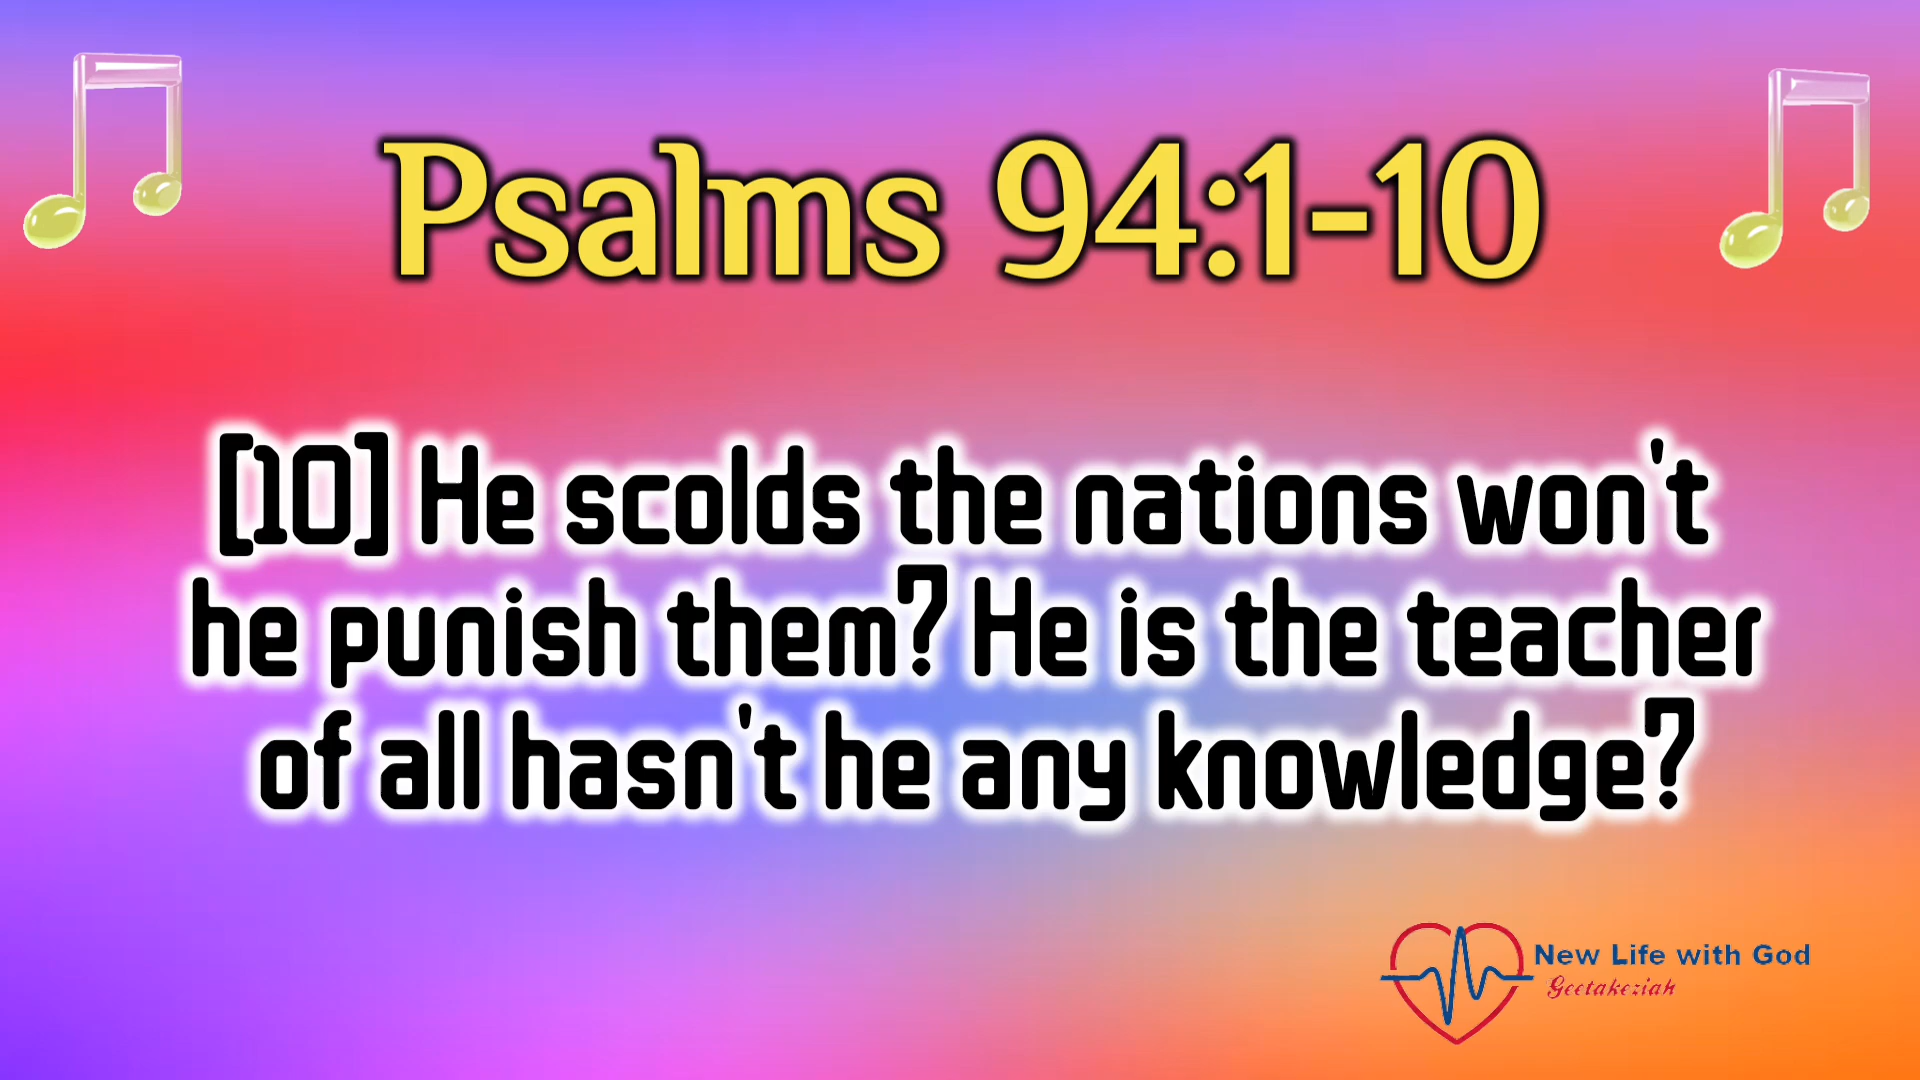 Psalms 94:1-10
[10] He scolds the nations won't
he punish them? He is the teacher
of all hasn't he any knowledge?
New Life with God
Geetakeziah